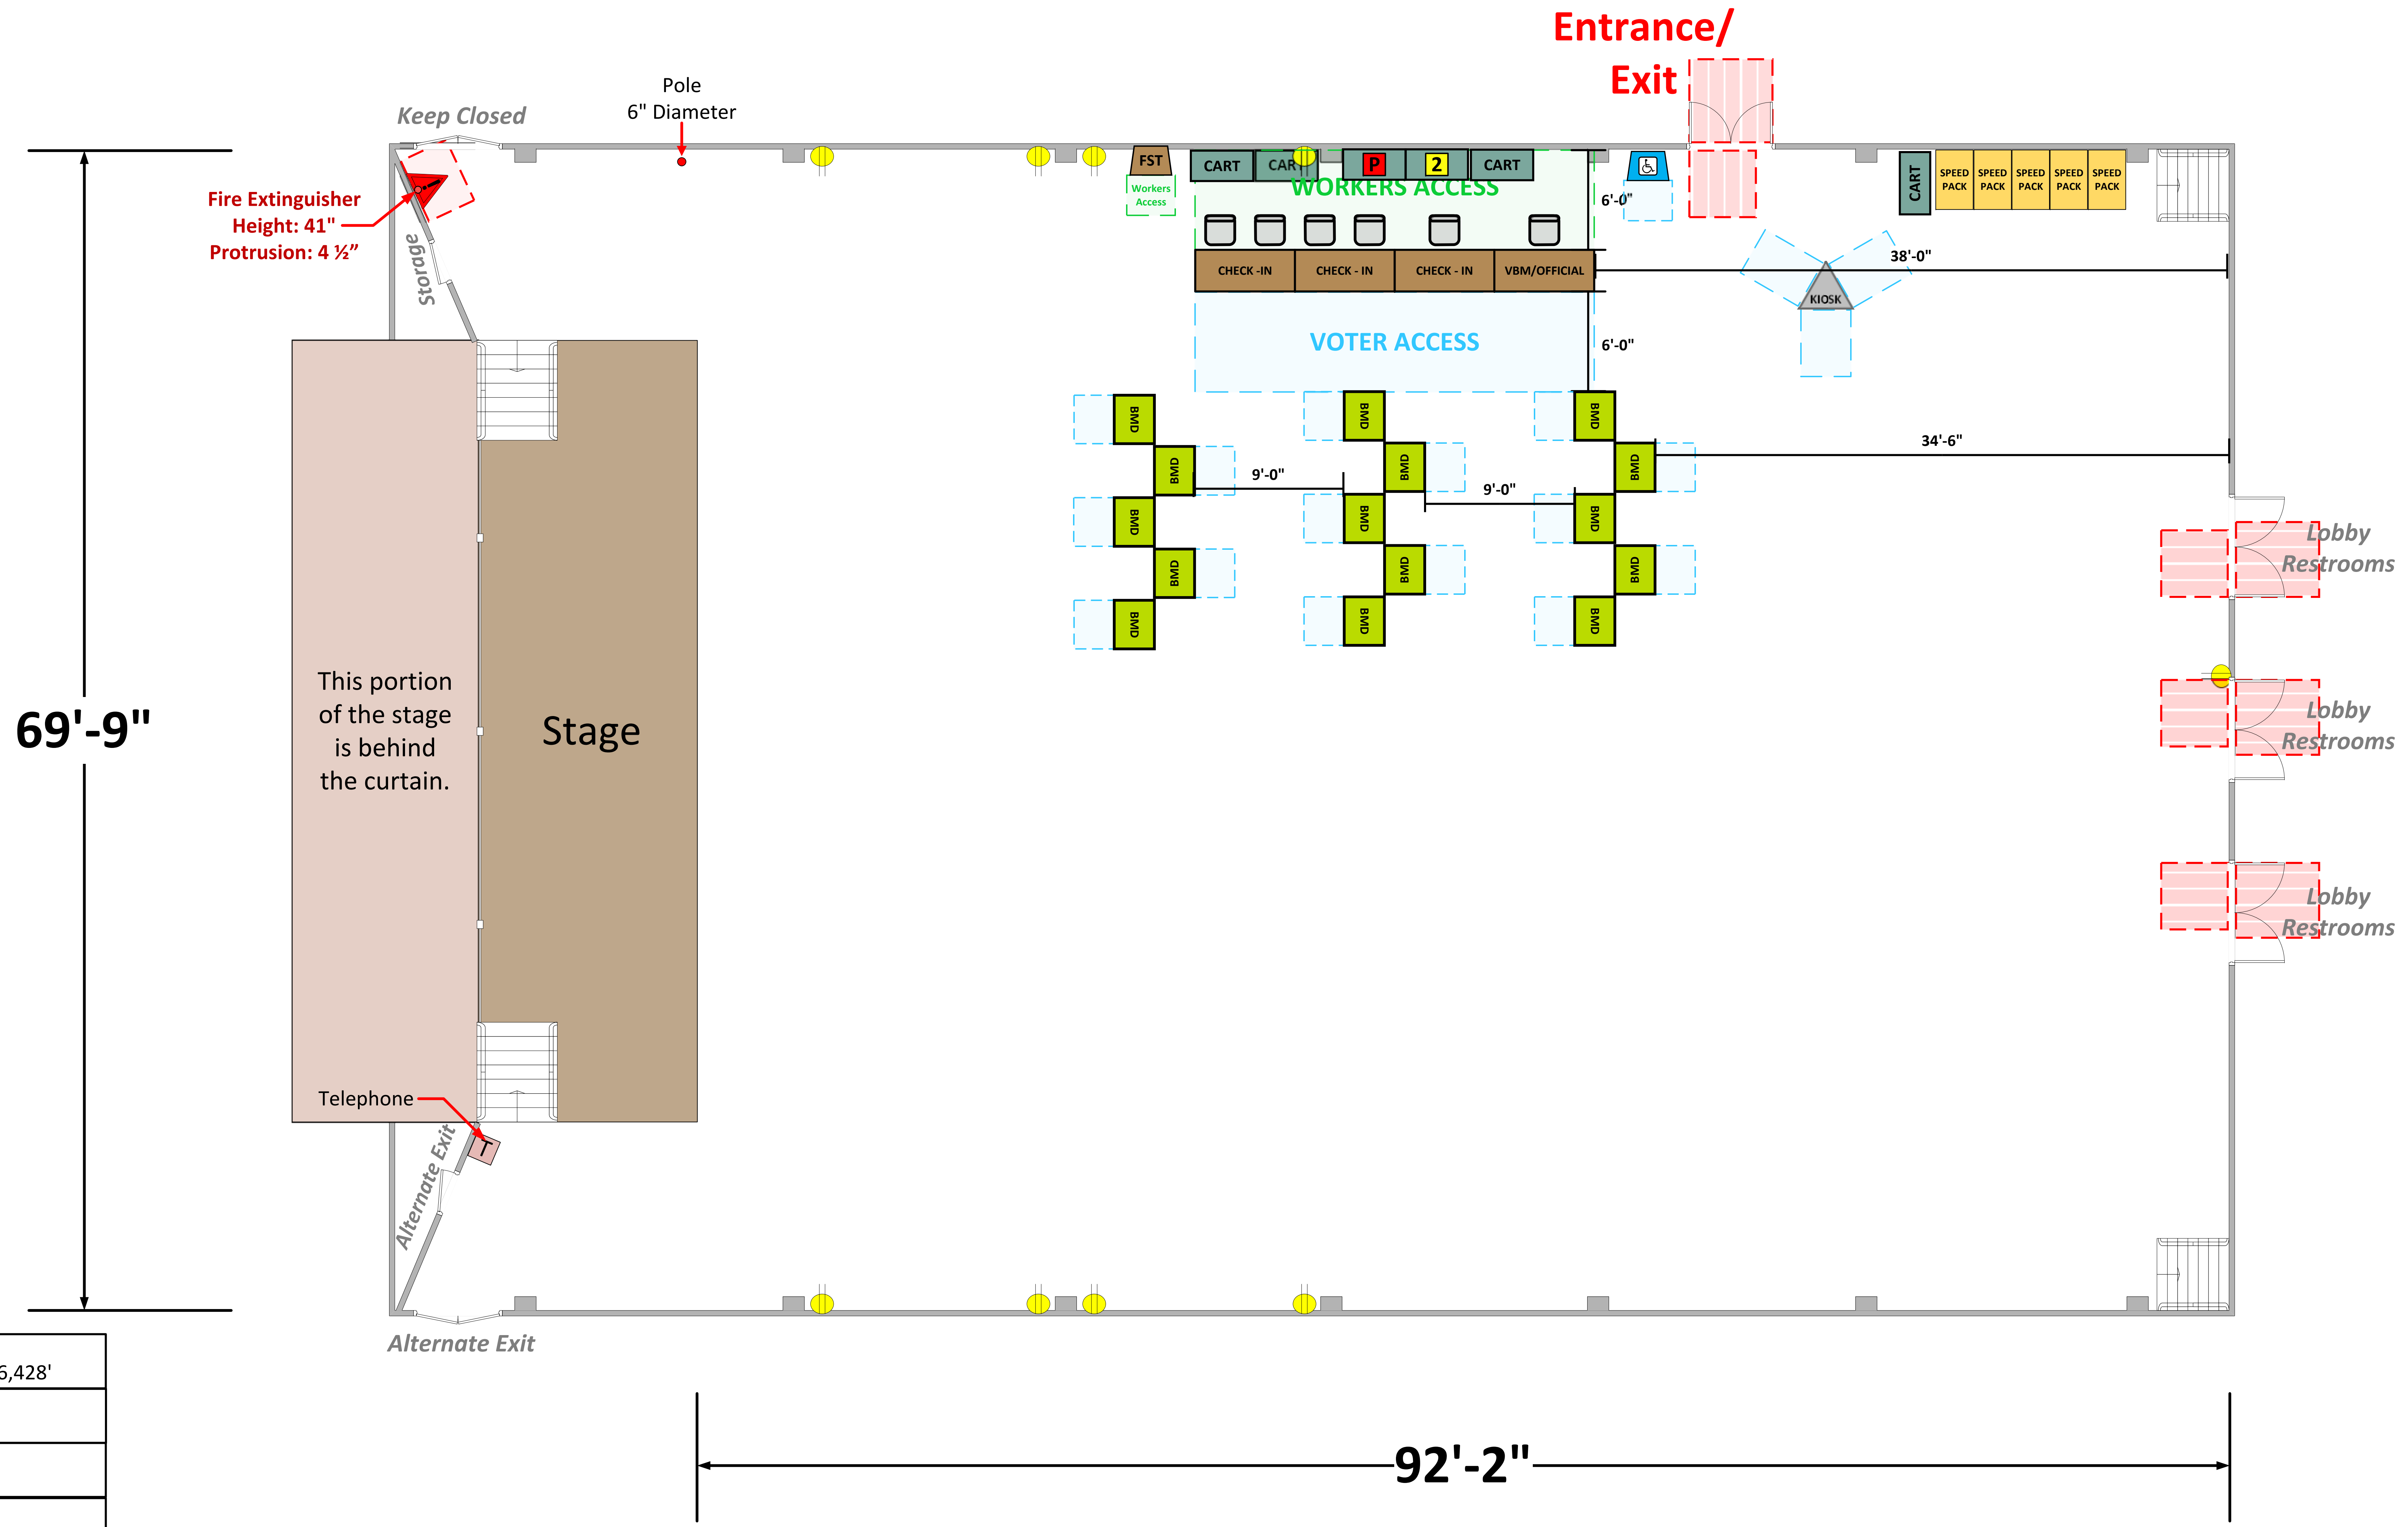 Entrance/
Exit
Pole
6" Diameter
Keep Closed
Fire Extinguisher
Height: 41"
Protrusion: 4 ½”
Storage
FST
Workers
Access
CART
CART
P
2
CART
WORKERS ACCESS
6'-0"
CART
SPEED
PACK
SPEED
PACK
SPEED
PACK
SPEED
PACK
SPEED
PACK
CHECK -IN
CHECK - IN
CHECK - IN
VBM/OFFICIAL
38'-0"
KIOSK
VOTER ACCESS
6'-0"
BMD
BMD
BMD
BMD
BMD
BMD
34'-6"
9'-0"
9'-0"
BMD
BMD
BMD
BMD
BMD
BMD
BMD
BMD
BMD
Lobby
Restrooms
Lobby
Restrooms
Lobby
Restrooms
69'-9"
This portion
of the stage
is behind
the curtain.
Stage
Telephone
T
Alternate Exit
Alternate Exit
6,428'
92'-2"